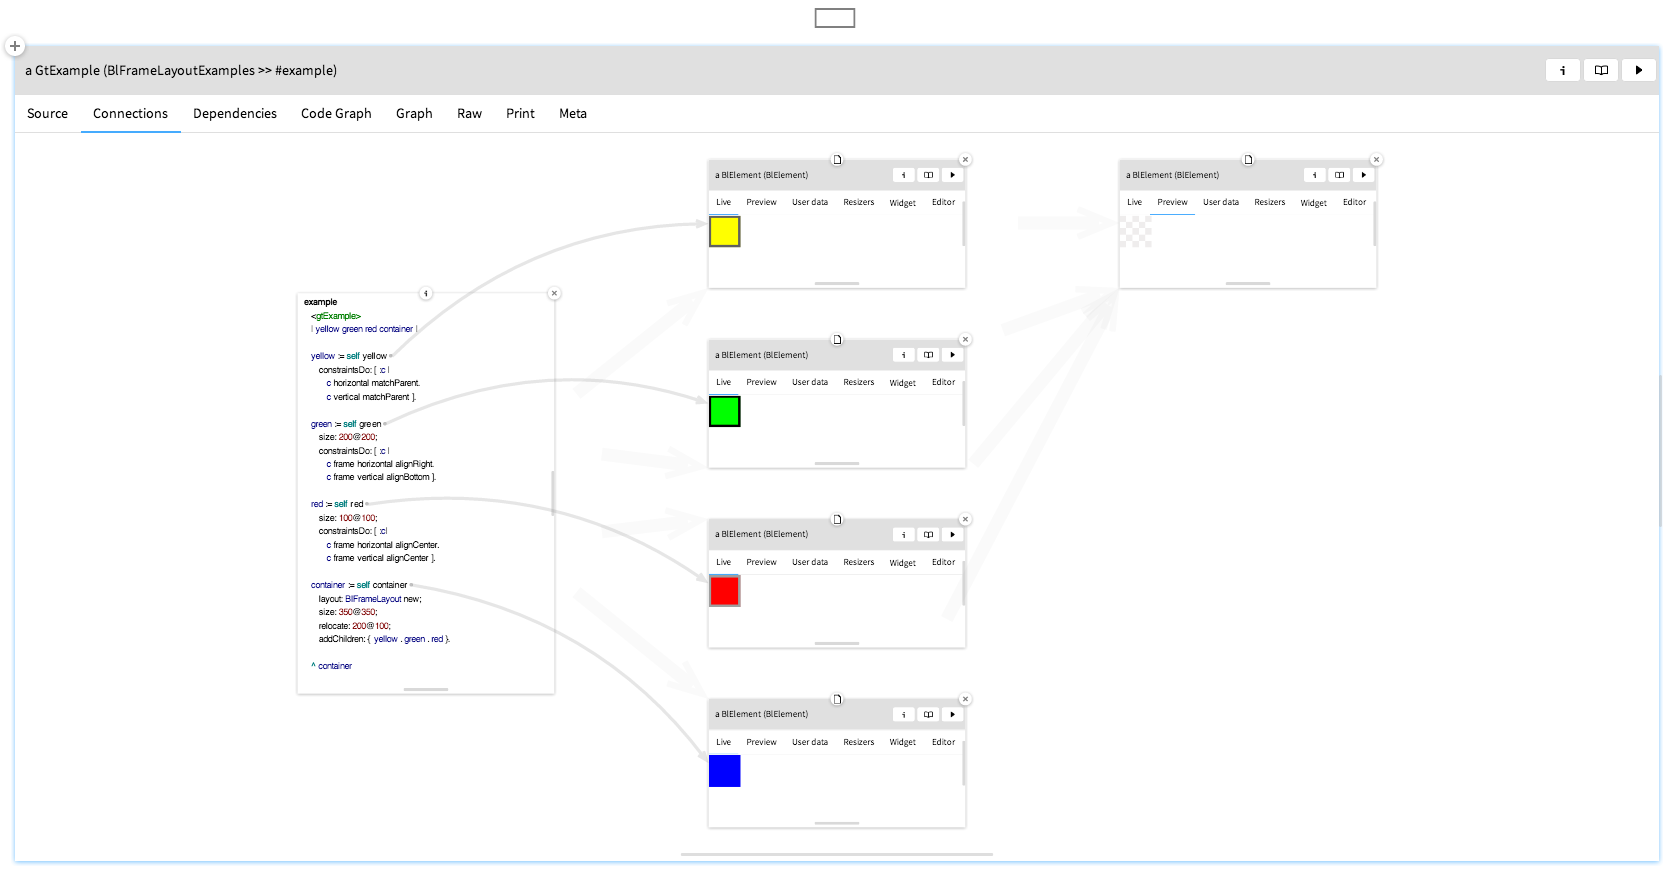 a GtExample (BlFrameLayoutExamples >> #example)
Source Connections Dependencies Code Graph Graph Raw Print Meta
a BlElement (BlElement)
Live Preview User data Resizers Widget Editor
a BlElement (BlElement)
Live Preview User data Resizers Widget Editor
example
<gtExample>
| yellow green red container |
yellow := self yellow
constraintsDo: [ :c |
c horizontal matchParent.
c vertical matchParent ].
green := self green
size: 200@200;
constraintsDo: [ :c |
c frame horizontal alignRight.
c frame vertical alignBottom ].
red := self red
size: 100@100;
constraintsDo: [ :c|
c frame horizontal alignCenter.
c frame vertical alignCenter ].
container := self container
layout: BlFrameLayout new;
size: 350@350;
relocate: 200@100;
addChildren: { yellow . green . red }.
^ container
a BlElement (BlElement)
Live Preview User data Resizers Widget Editor
a BlElement (BlElement)
Live Preview User data Resizers Widget Editor
a BlElement (BlElement)
Live Preview User data Resizers Widget Editor